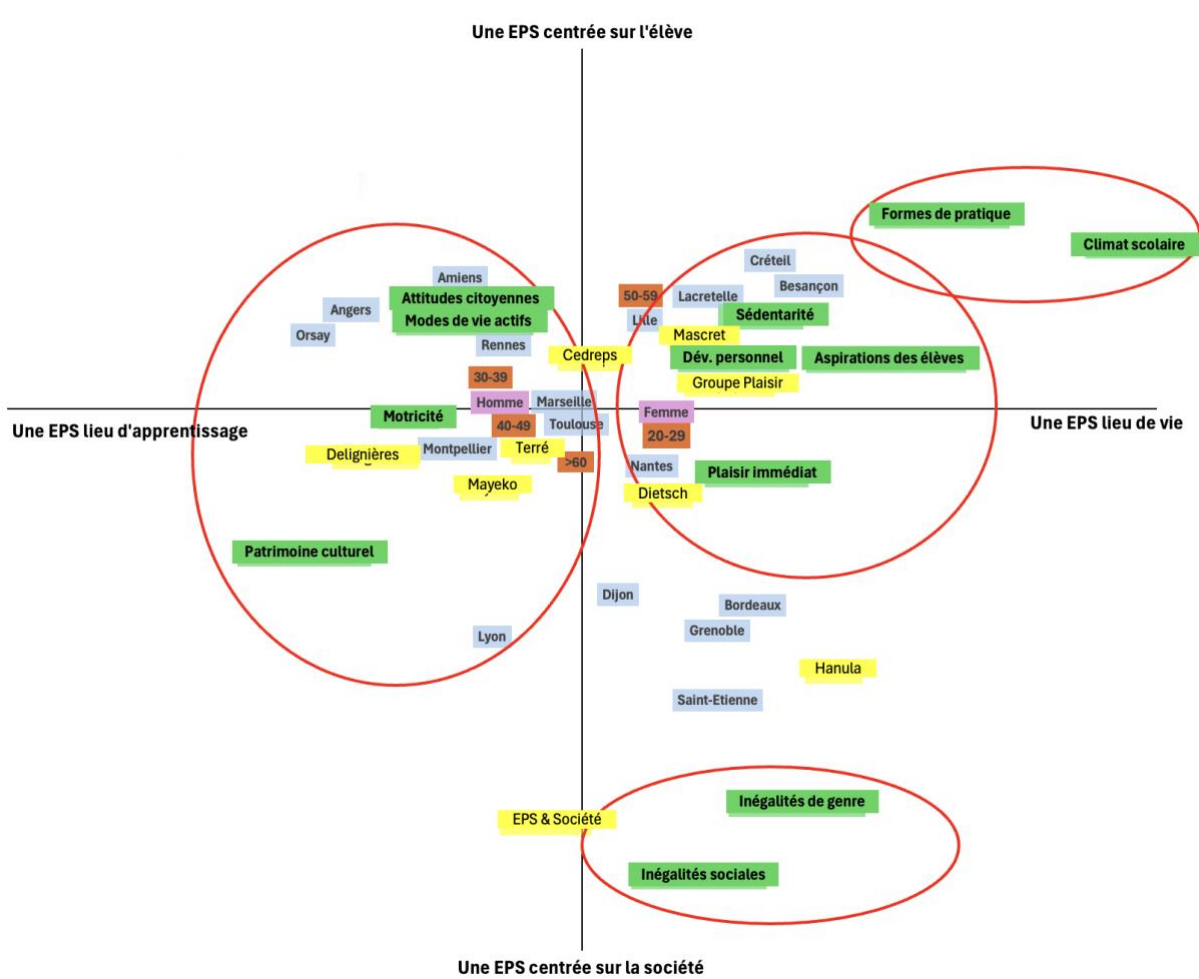 Une EPS centrée sur l'élève
Formes de pratique
Climat scolaire
Créteil
Amiens
Besançon
Attitudes citoyennes
50-59
Lacretelle
Angers
Sédentarité
Modes de vie actifs
Lille
Orsay
Mascret
Rennes
Cedreps
Dév. personnel
Aspirations des élèves
30-39
Groupe Plaisir
Homme
Marseille
Femme
Motricité
40-49
Toulouse
Une EPS lieu de vie
Une EPS lieu d'apprentissage
20-29
Montpellier
Terré
Delignières
>60
Nantes
Plaisir immédiat
Mayeko
Dietsch
Patrimoine culturel
Dijon
Bordeaux
Grenoble
Lyon
Hanula
Saint-Etienne
Inégalités de genre
EPS & Société
Inégalités sociales
Une EPS centrée sur la société